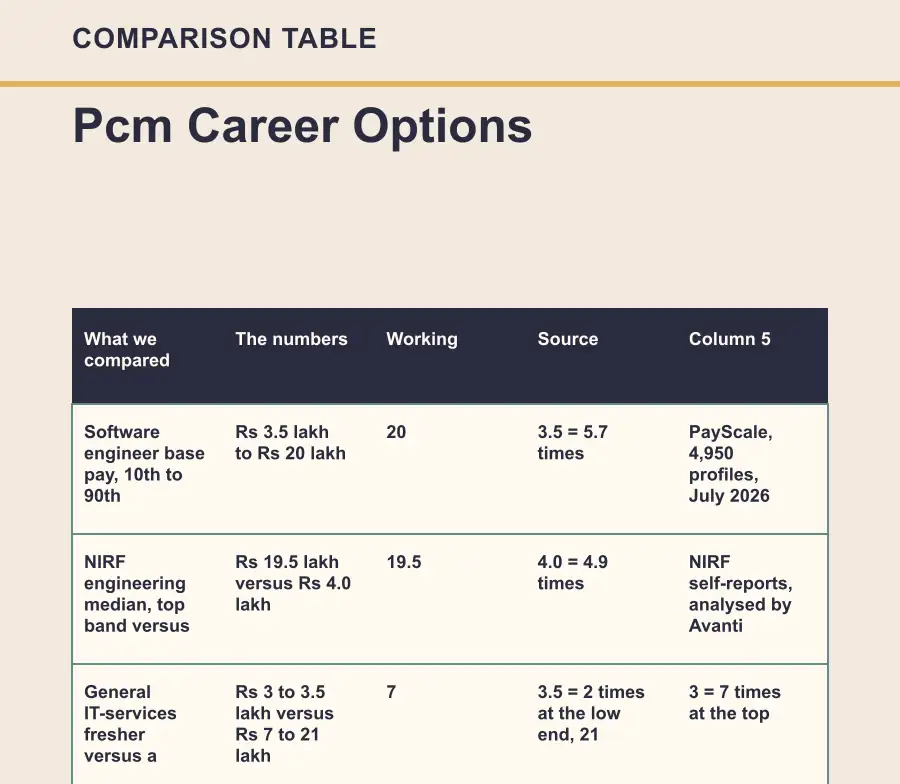 COMPARISON TABLE
Pcm Career Options
What we compared | The numbers | Working | Source | Column 5
Software engineer base pay, 10th to 90th | Rs 3.5 lakh to Rs 20 lakh | 20 | 3.5 = 5.7 times | PayScale, 4,950 profiles, July 2026
NIRF engineering median, top band versus | Rs 19.5 lakh versus Rs 4.0 lakh | 19.5 | 4.0 = 4.9 times | NIRF self-reports, analysed by Avanti
General IT-services fresher versus a | Rs 3 to 3.5 lakh versus Rs 7 to 21 lakh | 7 | 3.5 = 2 times at the low end, 21 | 3 = 7 times at the top